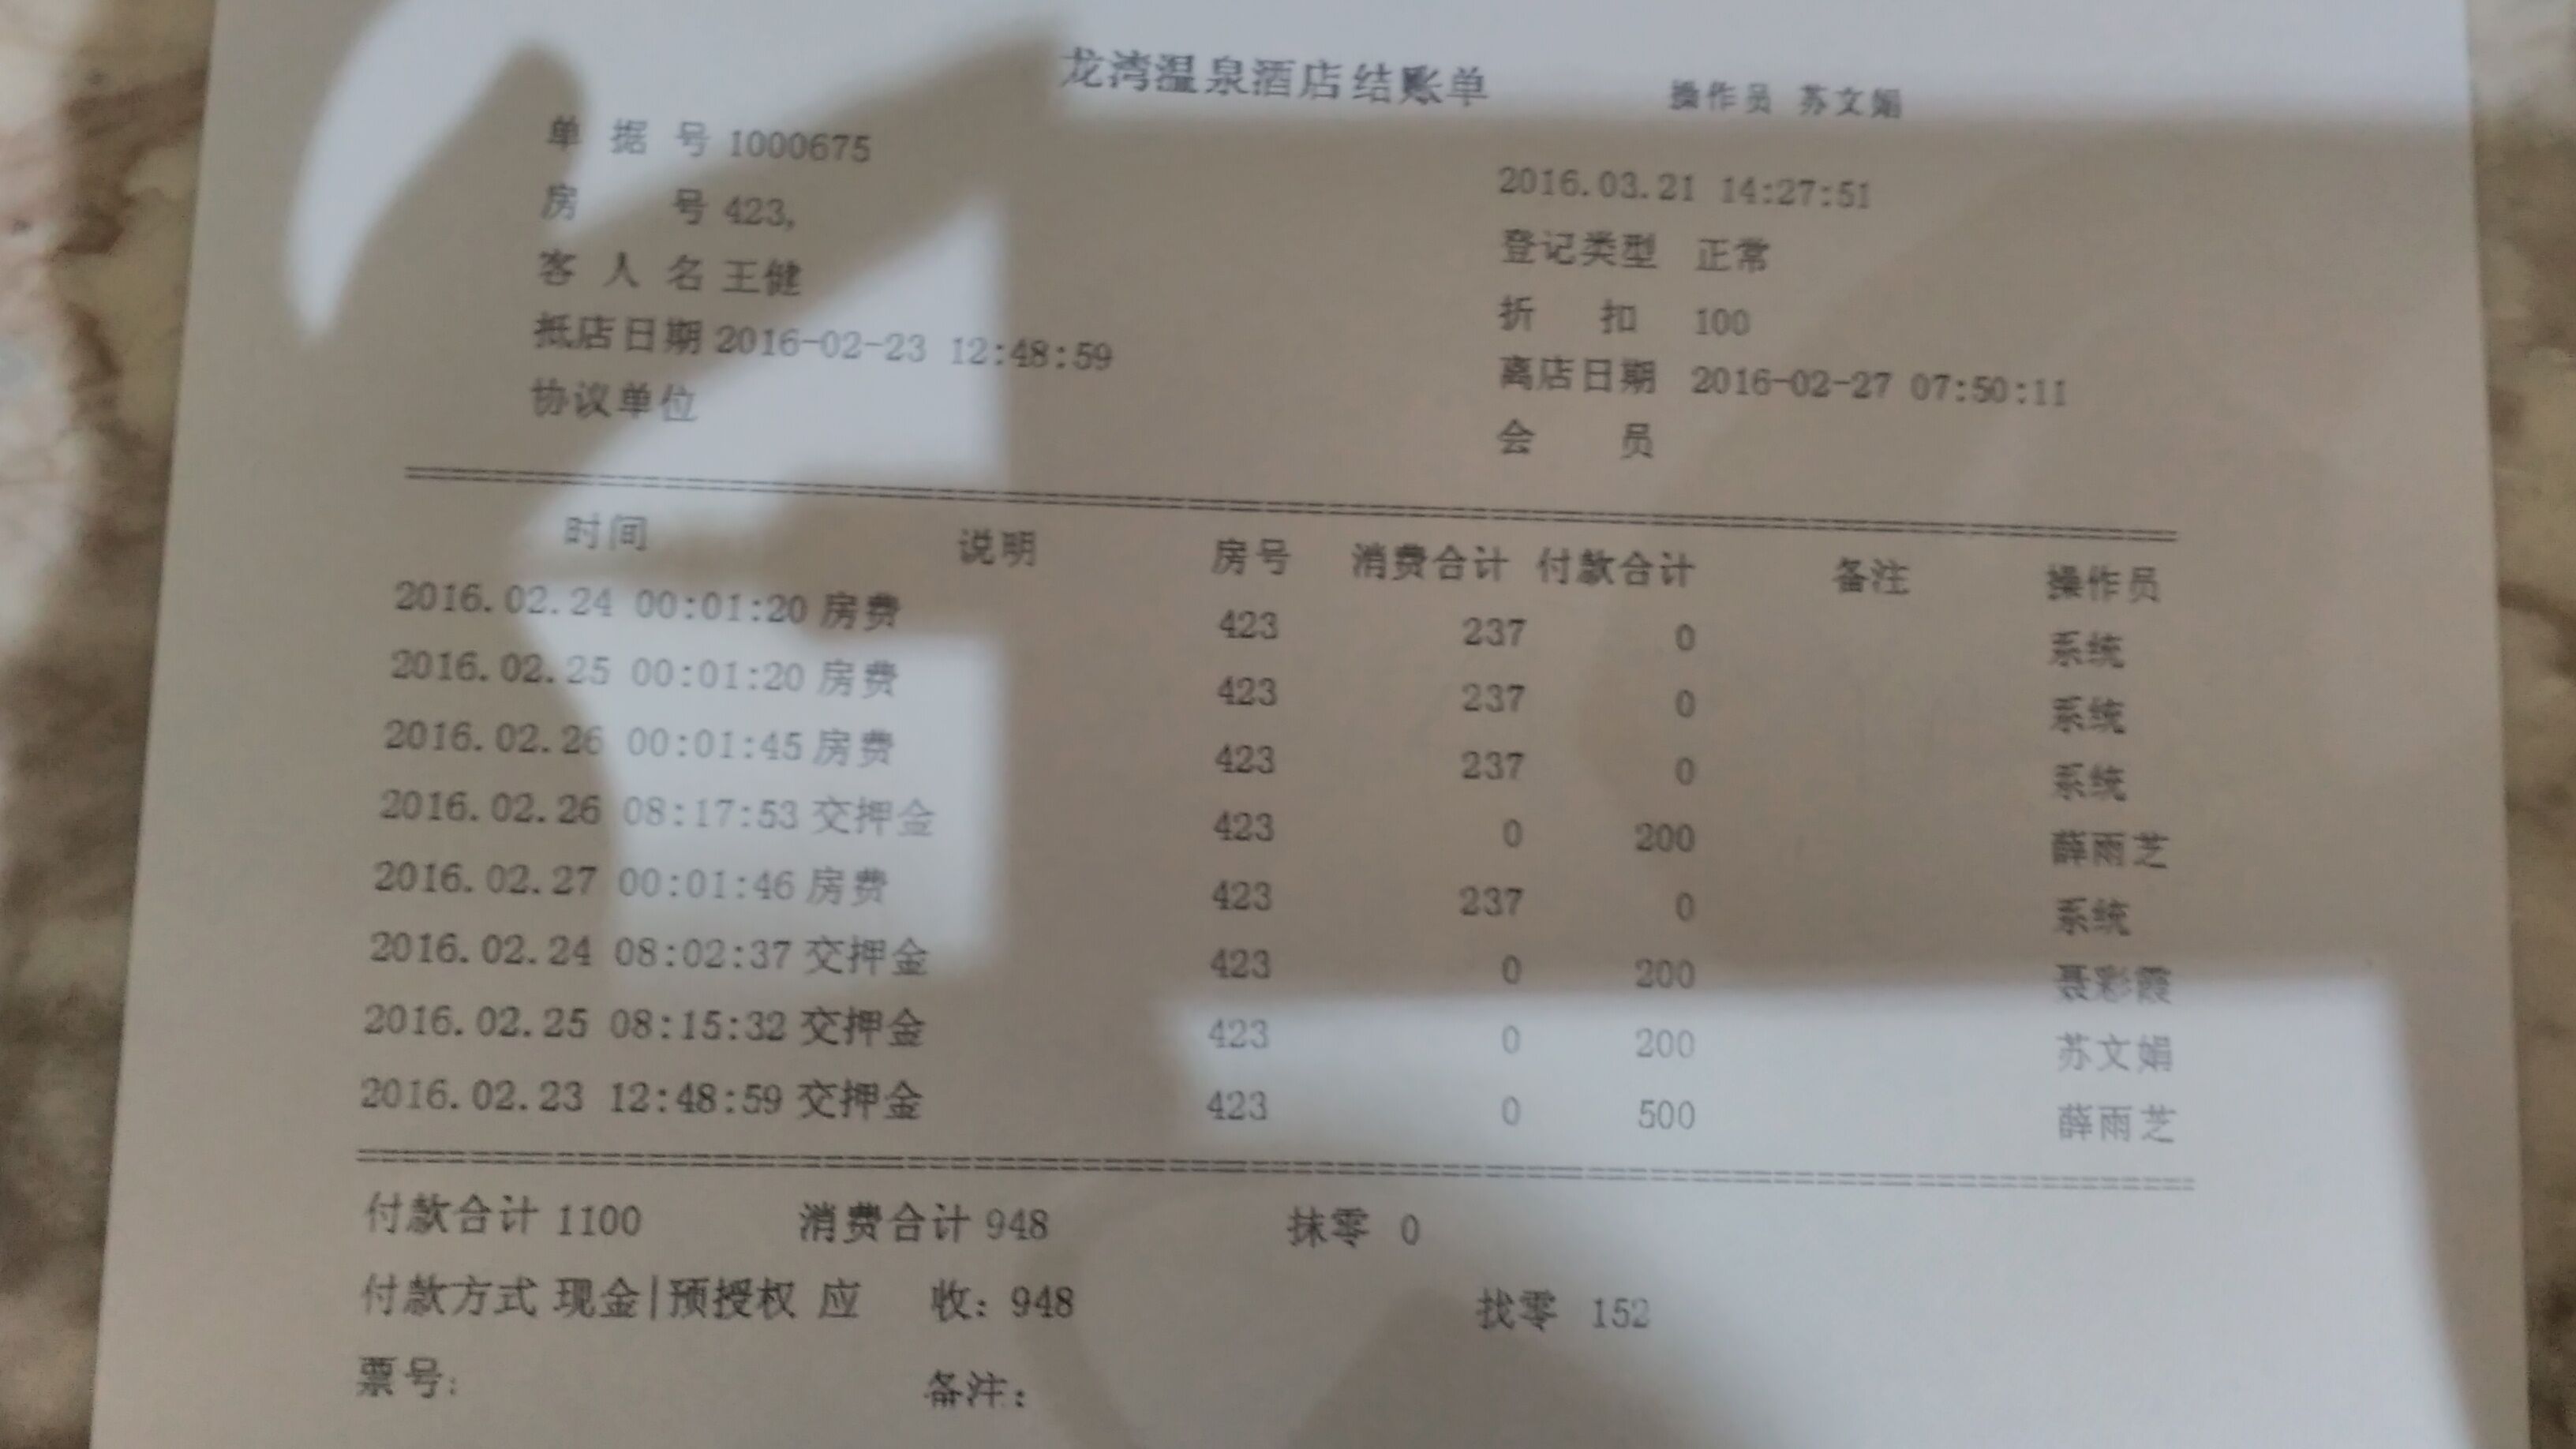 龙湾温泉酒店结账单 操作员 苏文娟
单据号 1000675 2016.03.21 14:27:51
房号 423, 登记类型 正常
客人名 王健 折扣 100
抵店日期 2016-02-23 12:48:59 离店日期 2016-02-27 07:50:11
协议单位 会员
时间 说明 房号 消费合计 付款合计 备注 操作员
2016.02.24 00:01:20 房费 423 237 0 系统
2016.02.25 00:01:20 房费 423 237 0 系统
2016.02.26 00:01:45 房费 423 237 0 系统
2016.02.26 08:17:53 交押金 423 0 200 薛雨芝
2016.02.27 00:01:46 房费 423 237 0 系统
2016.02.24 08:02:37 交押金 423 0 200 聂彩霞
2016.02.25 08:15:32 交押金 423 0 200 苏文娟
2016.02.23 12:48:59 交押金 423 0 500 薛雨芝
付款合计 1100 消费合计 948 抹零 0
付款方式 现金|预授权 应收: 948 找零 152
票号: 备注: